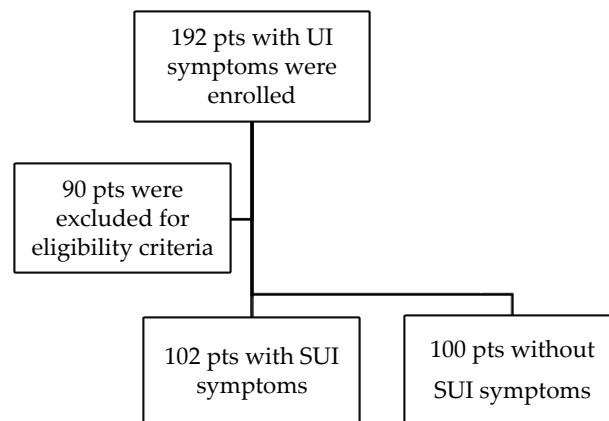 192 pts with UI
symptoms were
enrolled
90 pts were
excluded for
eligibility criteria
102 pts with SUI
symptoms
100 pts without
SUI symptoms